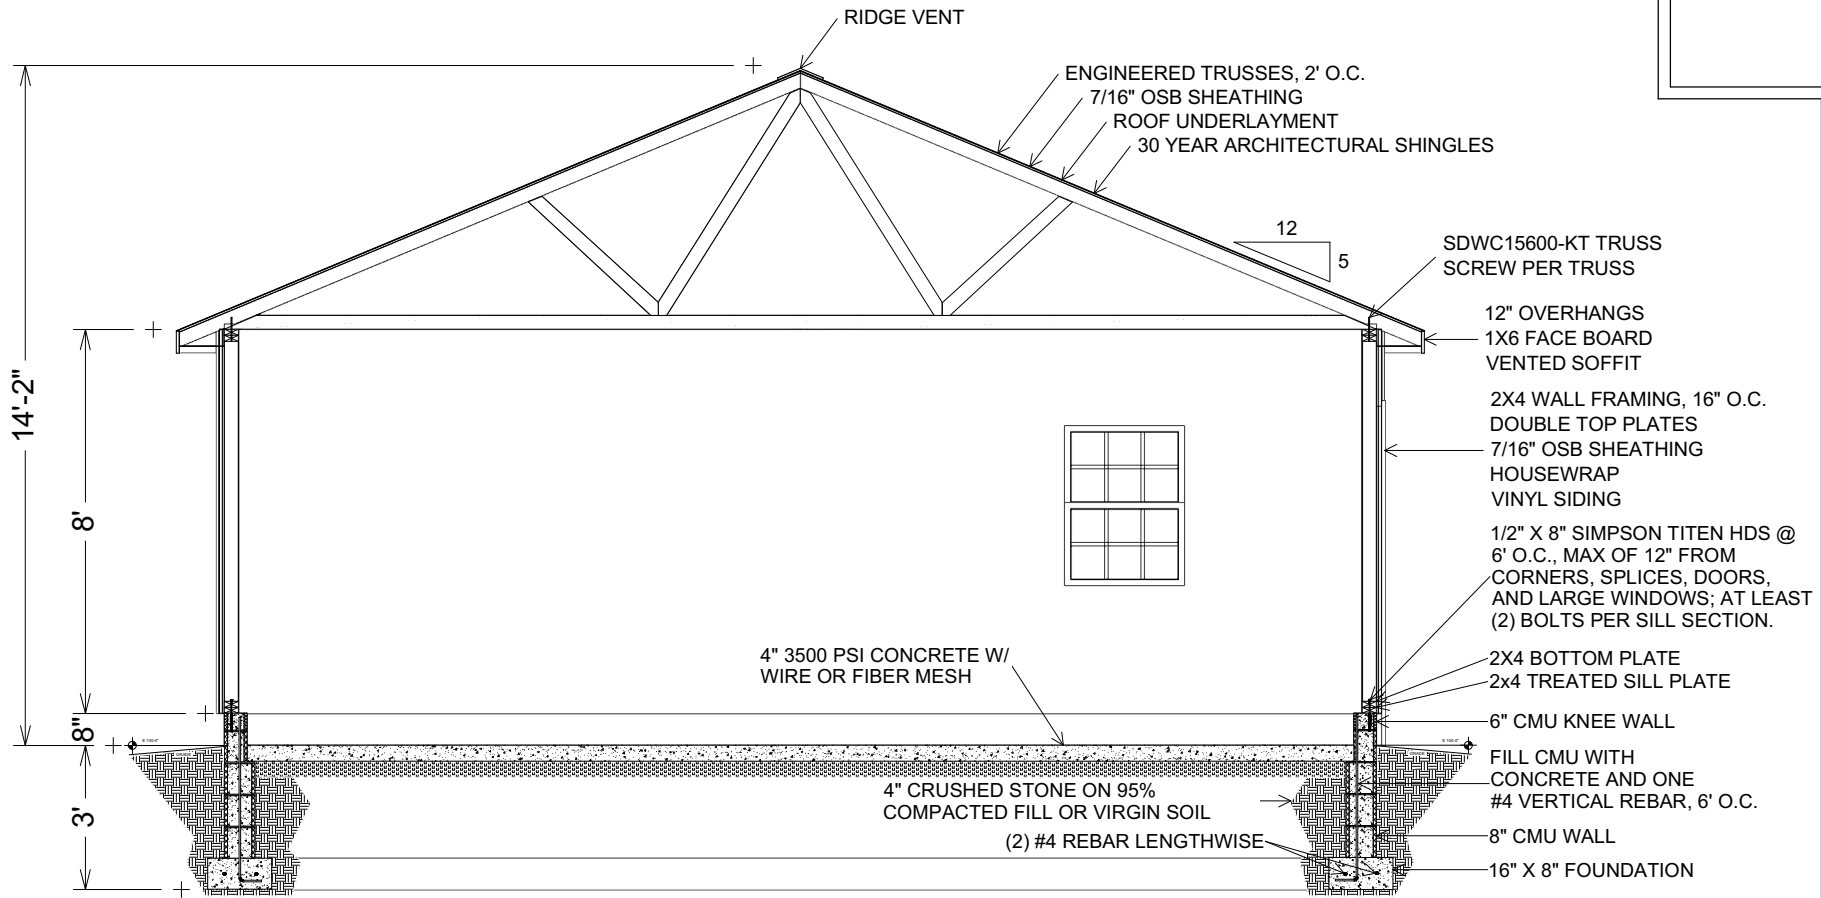 RIDGE VENT
ENGINEERED TRUSSES, 2' O.C.
7/16" OSB SHEATHING
ROOF UNDERLAYMENT
30 YEAR ARCHITECTURAL SHINGLES
12
5
SDWC15600-KT TRUSS
SCREW PER TRUSS
12" OVERHANGS
1X6 FACE BOARD
VENTED SOFFIT
14'-2"
8'
8"
3'
2X4 WALL FRAMING, 16" O.C.
DOUBLE TOP PLATES
7/16" OSB SHEATHING
HOUSEWRAP
VINYL SIDING
1/2" X 8" SIMPSON TITEN HDS @
6' O.C., MAX OF 12" FROM
CORNERS, SPLICES, DOORS,
AND LARGE WINDOWS; AT LEAST
(2) BOLTS PER SILL SECTION.
4" 3500 PSI CONCRETE W/
WIRE OR FIBER MESH
2X4 BOTTOM PLATE
2x4 TREATED SILL PLATE
6" CMU KNEE WALL
GRADE
GRADE
FILL CMU WITH
CONCRETE AND ONE
#4 VERTICAL REBAR, 6' O.C.
4" CRUSHED STONE ON 95%
COMPACTED FILL OR VIRGIN SOIL
(2) #4 REBAR LENGTHWISE
8" CMU WALL
16" X 8" FOUNDATION